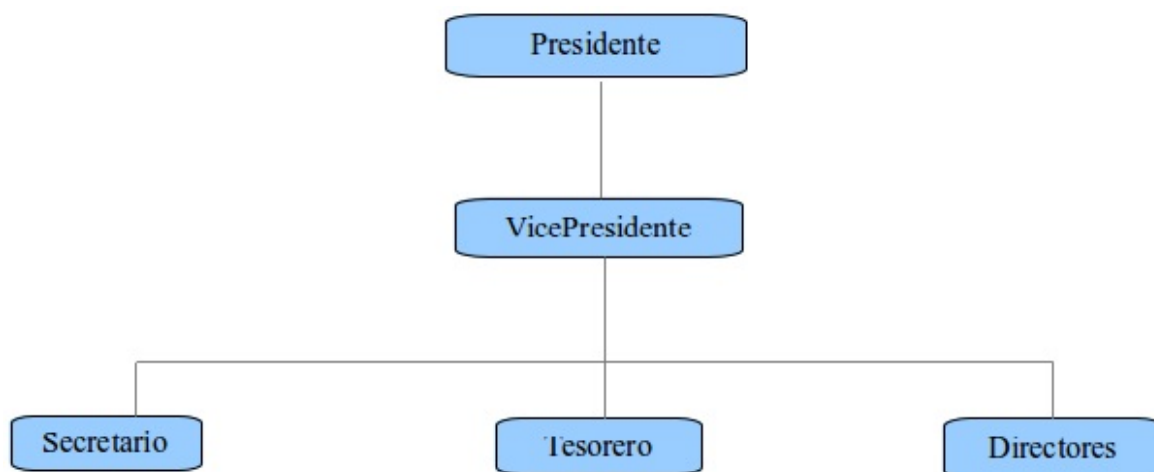 Presidente
VicePresidente
Secretario
Tesorero
Directores